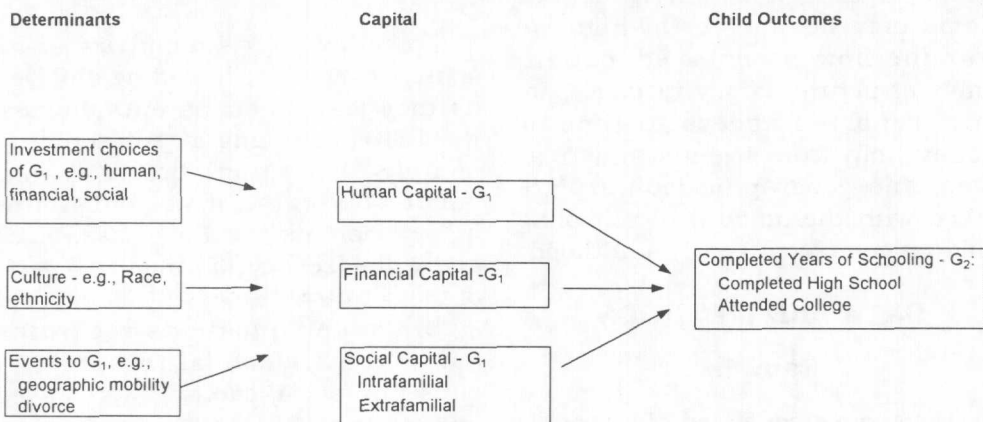 Determinants
Capital
Child Outcomes
Investment choices
of G₁ , e.g., human,
financial, social
Culture - e.g., Race,
ethnicity
Events to G₁, e.g.,
geographic mobility
divorce
Human Capital - G₁
Financial Capital -G₁
Social Capital - G₁
Intrafamilial
Extrafamilial
Completed Years of Schooling - G₂:
Completed High School
Attended College